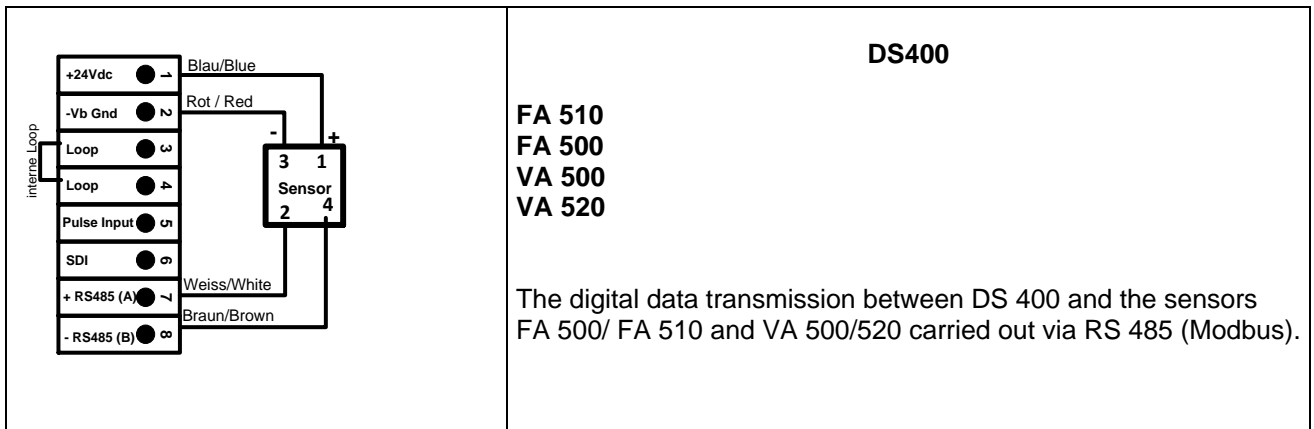 +24Vdc 1 Blau/Blue
-Vb Gnd 2 Rot / Red
Loop 3
Loop 4
interne Loop
Pulse Input 5
SDI 6
+ RS485 (A) 7 Weiss/White
- RS485 (B) 8 Braun/Brown
- +
3 1
Sensor
2 4
DS400
FA 510
FA 500
VA 500
VA 520
The digital data transmission between DS 400 and the sensors
FA 500/ FA 510 and VA 500/520 carried out via RS 485 (Modbus).